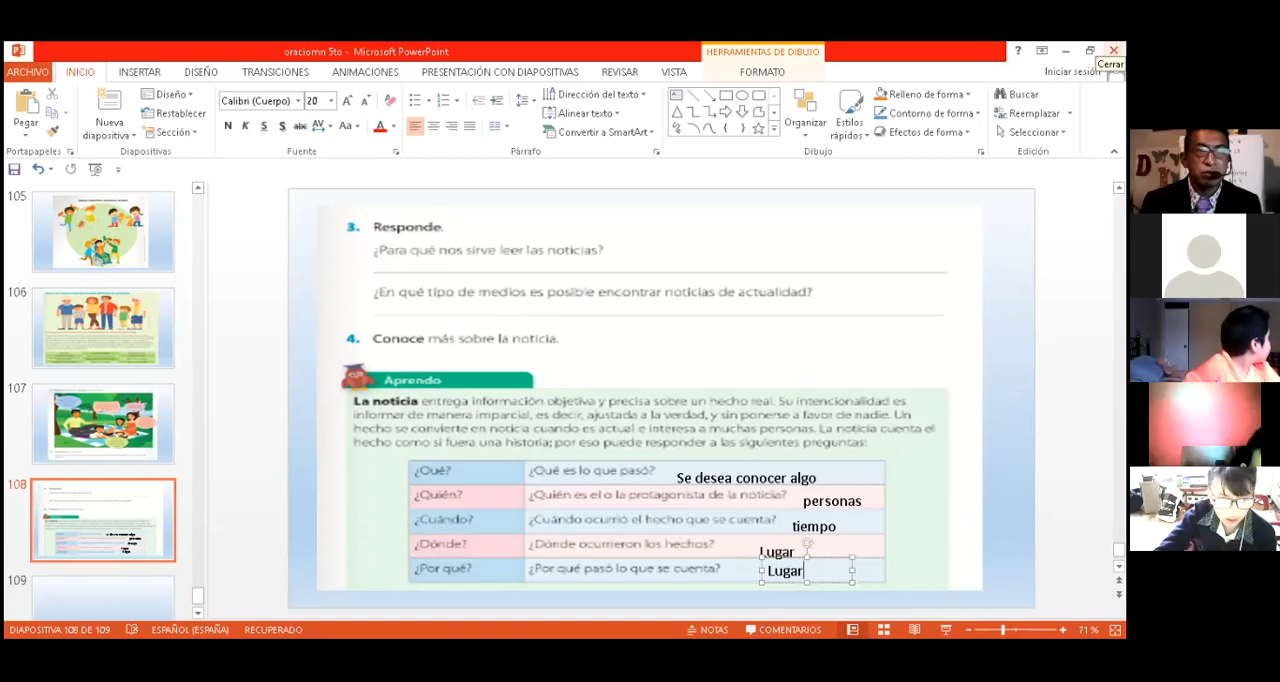 oraciomn 5to - Microsoft PowerPoint
HERRAMIENTAS DE DIBUJO
?
Cerrar
ARCHIVO INICIO INSERTAR DISEÑO TRANSICIONES ANIMACIONES PRESENTACIÓN CON DIAPOSITIVAS REVISAR VISTA FORMATO
Iniciar sesión
Pegar
Nueva diapositiva
Diseño
Restablecer
Sección
Calibri (Cuerpo) 20
N K S S abc AV Aa A
Dirección del texto
Alinear texto
Convertir a SmartArt
Organizar
Estilos rápidos
Relleno de forma
Contorno de forma
Efectos de forma
Buscar
Reemplazar
Seleccionar
Portapapeles Diapositivas Fuente Párrafo Dibujo Edición
105
106
107
108
109
3. Responde.
¿Para qué nos sirve leer las noticias?
¿En qué tipo de medios es posible encontrar noticias de actualidad?
4. Conoce más sobre la noticia.
Aprendo
La noticia entrega información objetiva y precisa sobre un hecho real. Su intencionalidad es
informar de manera imparcial, es decir, ajustada a la verdad, y sin ponerse a favor de nadie. Un
hecho se convierte en noticia cuando es actual e interesa a muchas personas. La noticia cuenta el
hecho como si fuera una historia; por eso puede responder a las siguientes preguntas:
¿Qué? ¿Qué es lo que pasó? Se desea conocer algo
¿Quién? ¿Quién es el o la protagonista de la noticia? personas
¿Cuándo? ¿Cuándo ocurrió el hecho que se cuenta? tiempo
¿Dónde? ¿Dónde ocurrieron los hechos? Lugar
¿Por qué? ¿Por qué pasó lo que se cuenta? Lugar
DIAPOSITIVA 108 DE 109 ESPAÑOL (ESPAÑA) RECUPERADO NOTAS COMENTARIOS 71 %